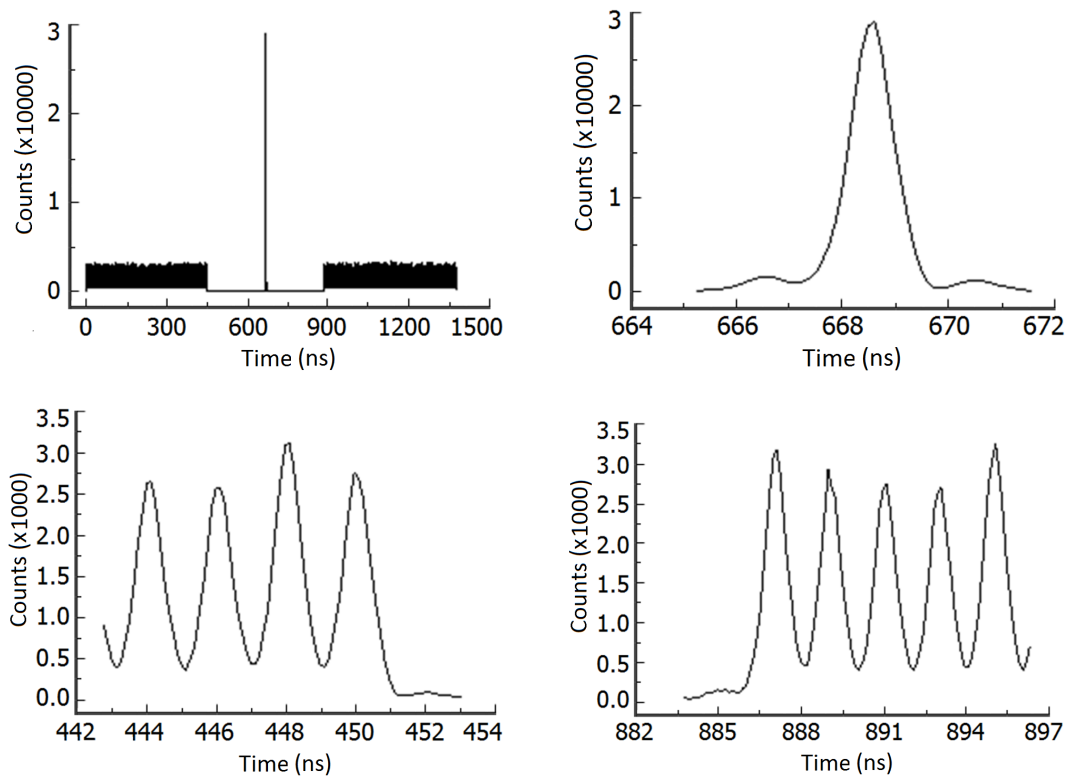 Counts (x10000)
3
2
1
0
0 300 600 900 1200 1500
Time (ns)
Counts (x10000)
3
2
1
0
664 666 668 670 672
Time (ns)
Counts (x1000)
3.5
3.0
2.5
2.0
1.5
1.0
0.5
0.0
442 444 446 448 450 452 454
Time (ns)
Counts (x1000)
3.5
3.0
2.5
2.0
1.5
1.0
0.5
0.0
882 885 888 891 894 897
Time (ns)